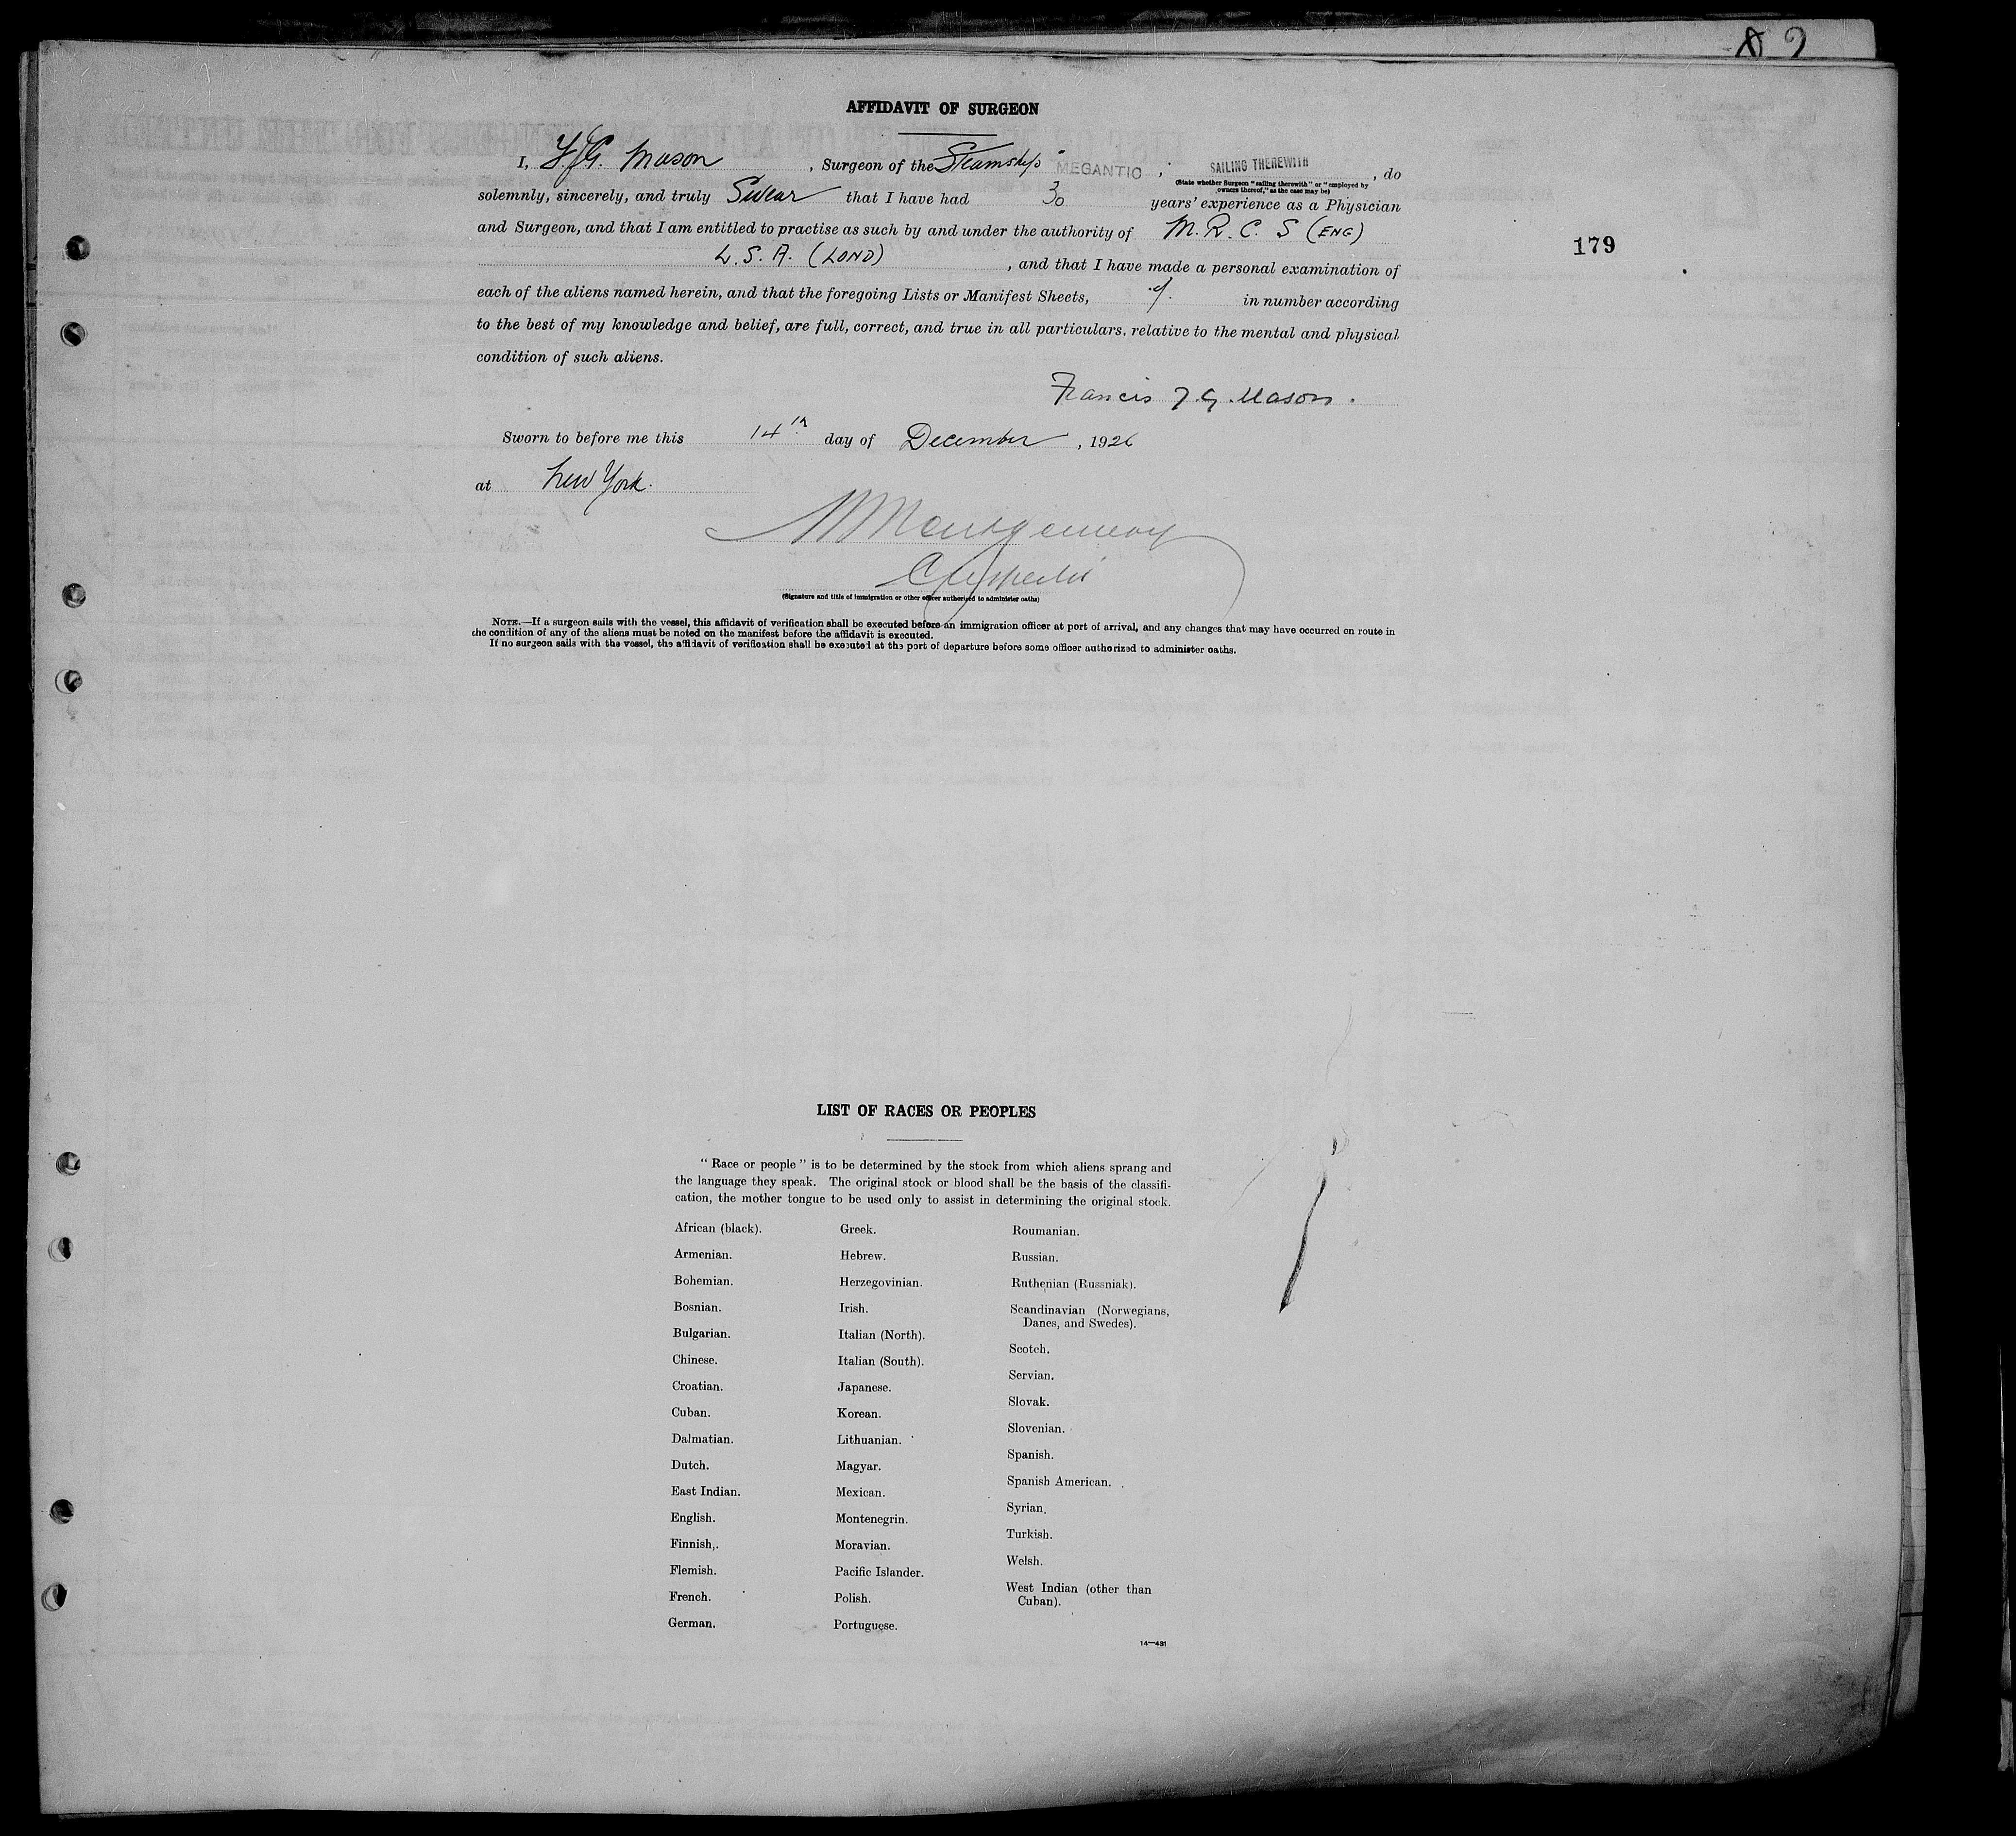 AFFIDAVIT OF SURGEON
I, F. J. G. Mason, Surgeon of the Steamship "MEGANTIC, SAILING THEREWITH, do
(State whether Surgeon "sailing therewith" or "employed by
owners thereof," as the case may be)
solemnly, sincerely, and truly Swear that I have had 30 years' experience as a Physician
and Surgeon, and that I am entitled to practise as such by and under the authority of M.R.C.S (ENG)
L.S.A. (LOND), and that I have made a personal examination of
179
each of the aliens named herein, and that the foregoing Lists or Manifest Sheets, in number according
to the best of my knowledge and belief, are full, correct, and true in all particulars, relative to the mental and physical
condition of such aliens.
Francis J. G. Mason.
Sworn to before me this 14th day of December, 1926
at New York.
Montgomery
(Signature and title of immigration or other officer authorized to administer oaths)
NOTE.—If a surgeon sails with the vessel, this affidavit of verification shall be executed before an immigration officer at port of arrival, and any changes that may have occurred en route in
the condition of any of the aliens must be noted on the manifest before the affidavit is executed.
If no surgeon sails with the vessel, the affidavit of verification shall be executed at the port of departure before some officer authorized to administer oaths.
LIST OF RACES OR PEOPLES
"Race or people" is to be determined by the stock from which aliens sprang and
the language they speak. The original stock or blood shall be the basis of the classifi-
cation, the mother tongue to be used only to assist in determining the original stock.
African (black).
Armenian.
Bohemian.
Bosnian.
Bulgarian.
Chinese.
Croatian.
Cuban.
Dalmatian.
Dutch.
East Indian.
English.
Finnish,.
Flemish.
French.
German.
Greek.
Hebrew.
Herzegovinian.
Irish.
Italian (North).
Italian (South).
Japanese.
Korean.
Lithuanian.
Magyar.
Mexican.
Montenegrin.
Moravian.
Pacific Islander.
Polish.
Portuguese.
Roumanian.
Russian.
Ruthenian (Russniak).
Scandinavian (Norwegians,
Danes, and Swedes).
Scotch.
Servian.
Slovak.
Slovenian.
Spanish.
Spanish American.
Syrian.
Turkish.
Welsh.
West Indian (other than
Cuban).
14—431